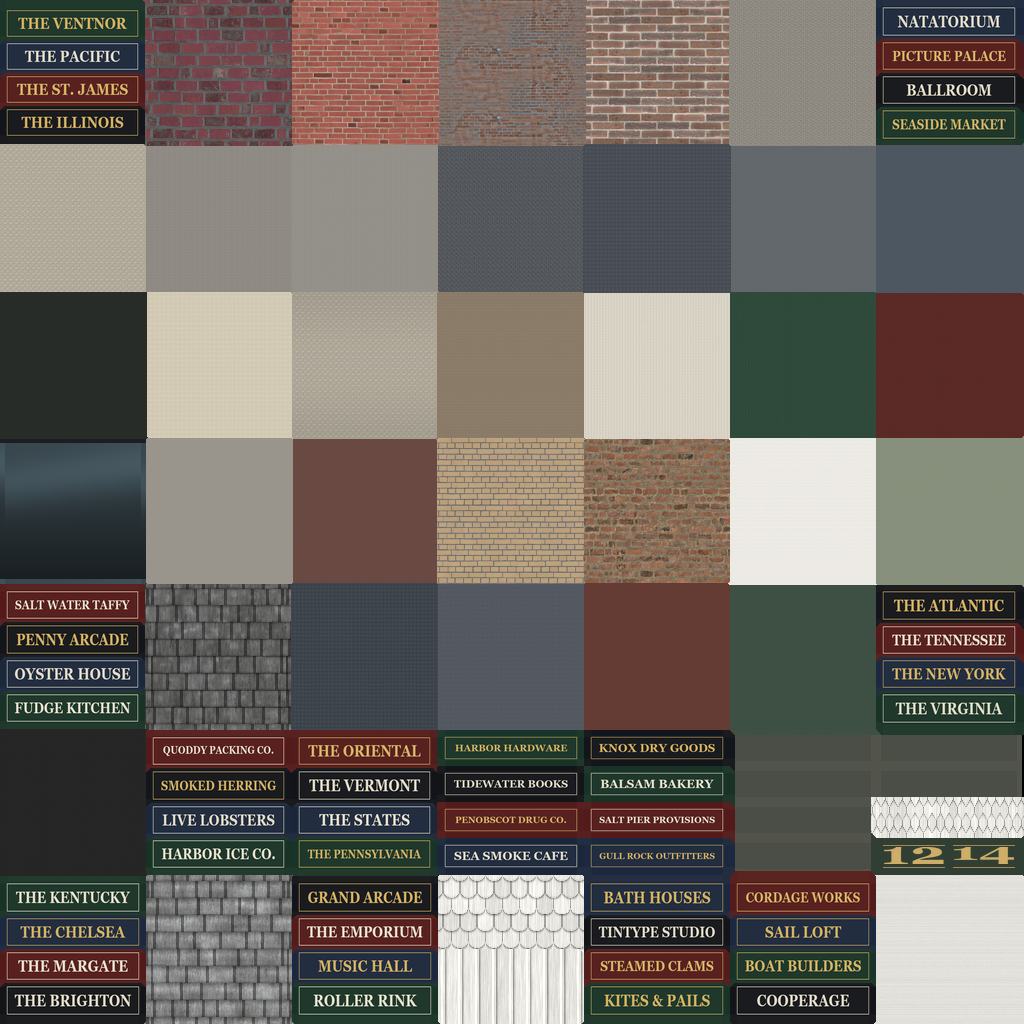 THE VENTNOR
THE PACIFIC
THE ST. JAMES
THE ILLINOIS
NATATORIUM
PICTURE PALACE
BALLROOM
SEASIDE MARKET
SALT WATER TAFFY
PENNY ARCADE
OYSTER HOUSE
FUDGE KITCHEN
THE ATLANTIC
THE TENNESSEE
THE NEW YORK
THE VIRGINIA
QUODDY PACKING CO.
SMOKED HERRING
LIVE LOBSTERS
HARBOR ICE CO.
THE ORIENTAL
THE VERMONT
THE STATES
THE PENNSYLVANIA
HARBOR HARDWARE
TIDEWATER BOOKS
PENOBSCOT DRUG CO.
SEA SMOKE CAFE
KNOX DRY GOODS
BALSAM BAKERY
SALT PIER PROVISIONS
GULL ROCK OUTFITTERS
12 14
THE KENTUCKY
THE CHELSEA
THE MARGATE
THE BRIGHTON
GRAND ARCADE
THE EMPORIUM
MUSIC HALL
ROLLER RINK
BATH HOUSES
TINTYPE STUDIO
STEAMED CLAMS
KITES & PAILS
CORDAGE WORKS
SAIL LOFT
BOAT BUILDERS
COOPERAGE